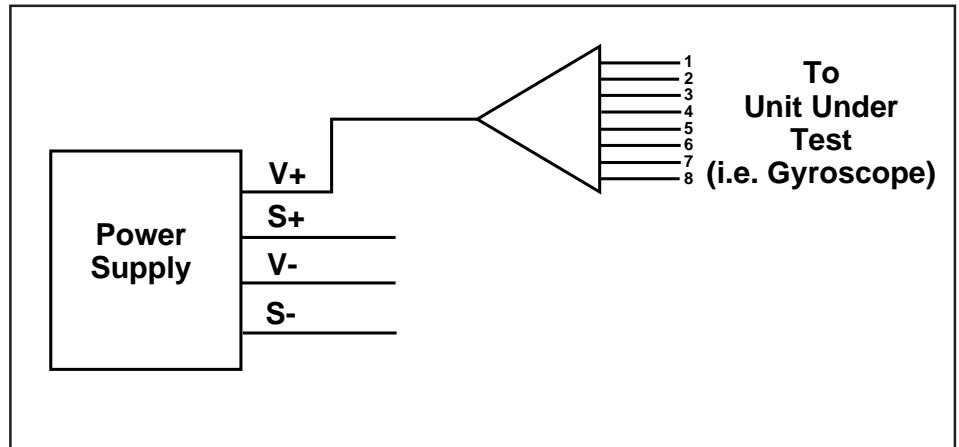 1
2
3
4
5
6
7
8
To
Unit Under
Test
(i.e. Gyroscope)
V+
S+
V-
S-
Power
Supply